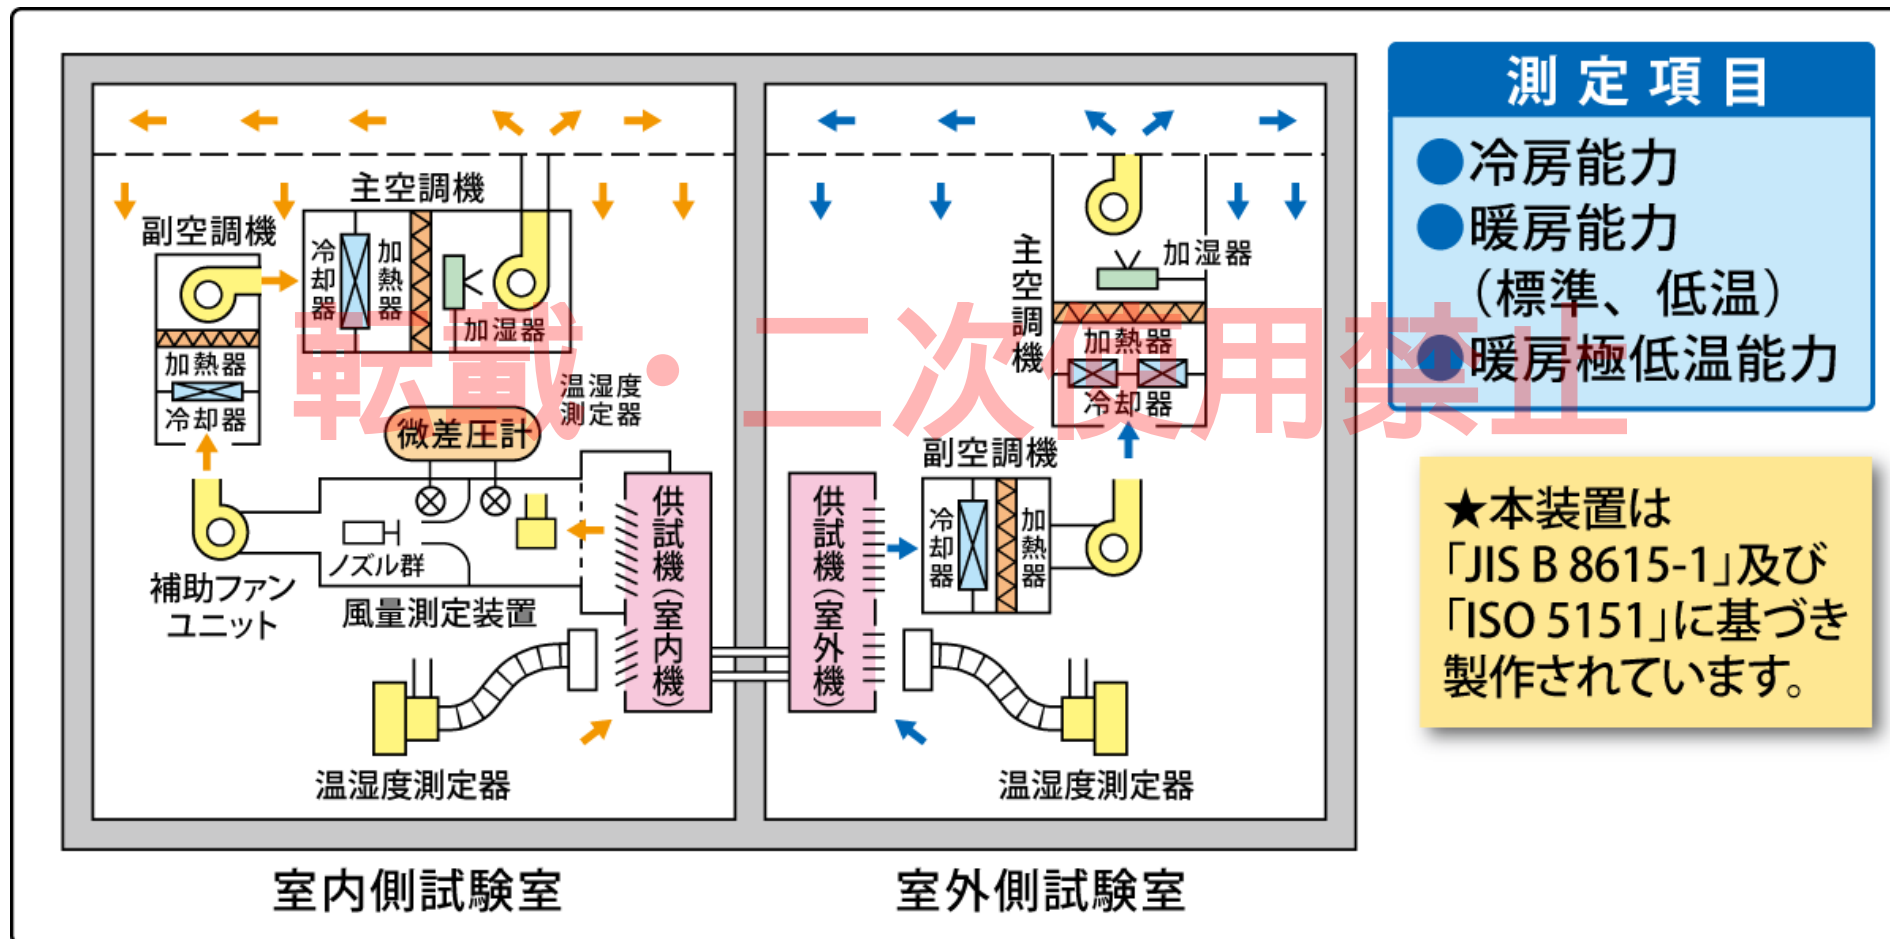 主空調機
副空調機
冷却器
加熱器
加湿器
加熱器
冷却器
温湿度
測定器
微差圧計
ノズル群
補助ファン
ユニット
風量測定装置
供試機（室内機）
温湿度測定器
室内側試験室
主空調機
加湿器
加熱器
冷却器
副空調機
冷却器
加熱器
供試機（室外機）
温湿度測定器
室外側試験室
測定項目
●冷房能力
●暖房能力
（標準、低温）
●暖房極低温能力
★本装置は
「JIS B 8615-1」及び
「ISO 5151」に基づき
製作されています。
転載・二次使用禁止